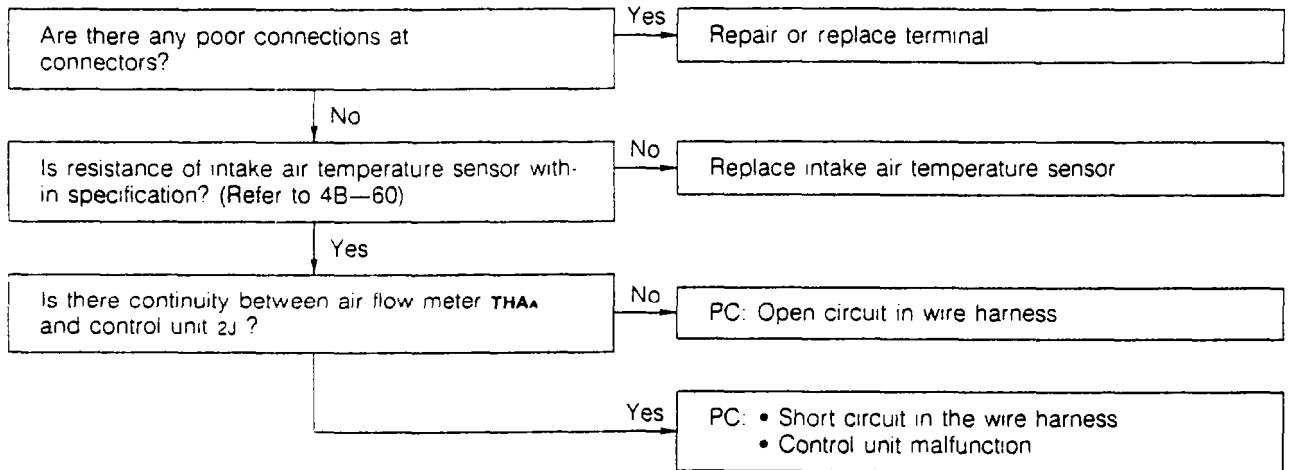 Are there any poor connections at
connectors?
Yes
Repair or replace terminal
No
Is resistance of intake air temperature sensor with-
in specification? (Refer to 4B—60)
No
Replace intake air temperature sensor
Yes
Is there continuity between air flow meter THAA
and control unit 2J ?
No
PC: Open circuit in wire harness
Yes
PC: • Short circuit in the wire harness
• Control unit malfunction